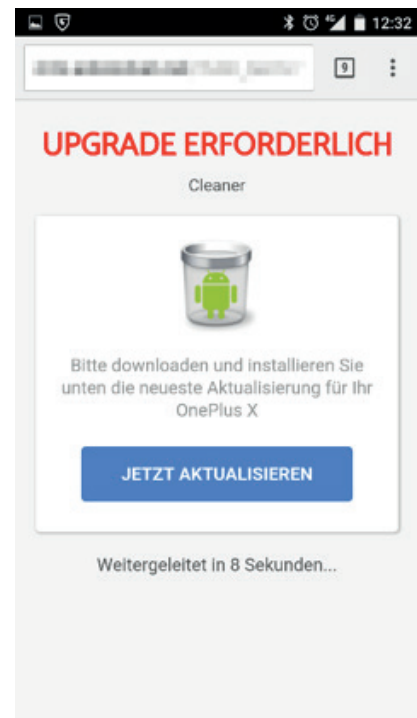 12:32
9
UPGRADE ERFORDERLICH
Cleaner
Bitte downloaden und installieren Sie
unten die neueste Aktualisierung für Ihr
OnePlus X
JETZT AKTUALISIEREN
Weitergeleitet in 8 Sekunden...